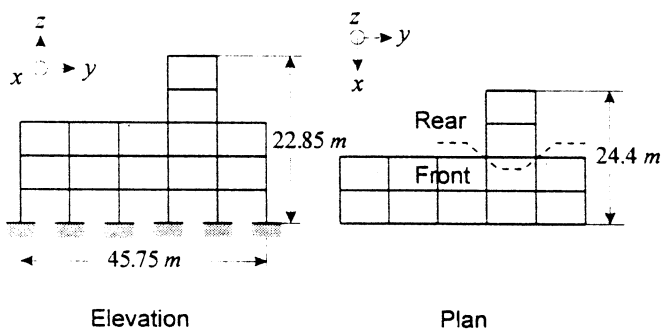 z
x
y
22.85 m
45.75 m
Elevation
z
y
x
Rear
Front
24.4 m
Plan